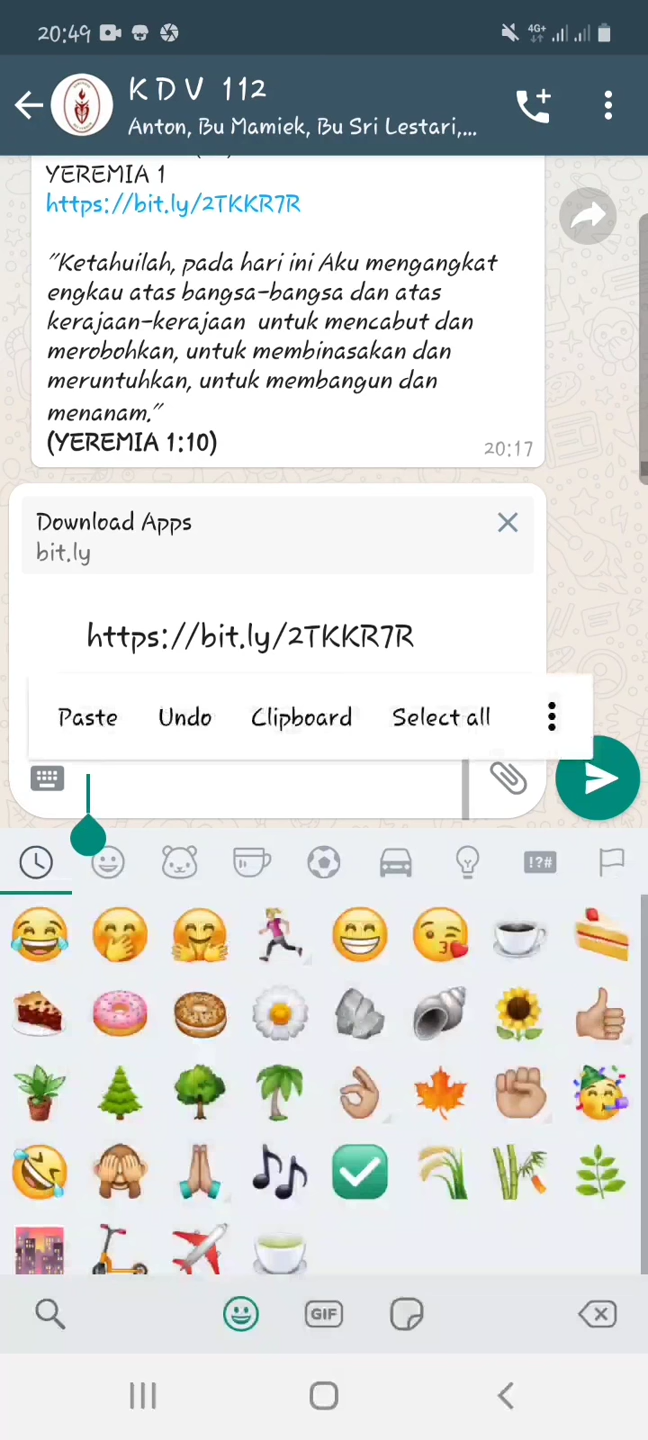 20:49
4G+
K D V 112
Anton, Bu Mamiek, Bu Sri Lestari,...
YEREMIA 1
https://bit.ly/2TKKR7R
"Ketahuilah, pada hari ini Aku mengangkat
engkau atas bangsa-bangsa dan atas
kerajaan-kerajaan untuk mencabut dan
merobohkan, untuk membinasakan dan
meruntuhkan, untuk membangun dan
menanam."
(YEREMIA 1:10)
20:17
Download Apps
bit.ly
https://bit.ly/2TKKR7R
Paste Undo Clipboard Select all
!?#
GIF